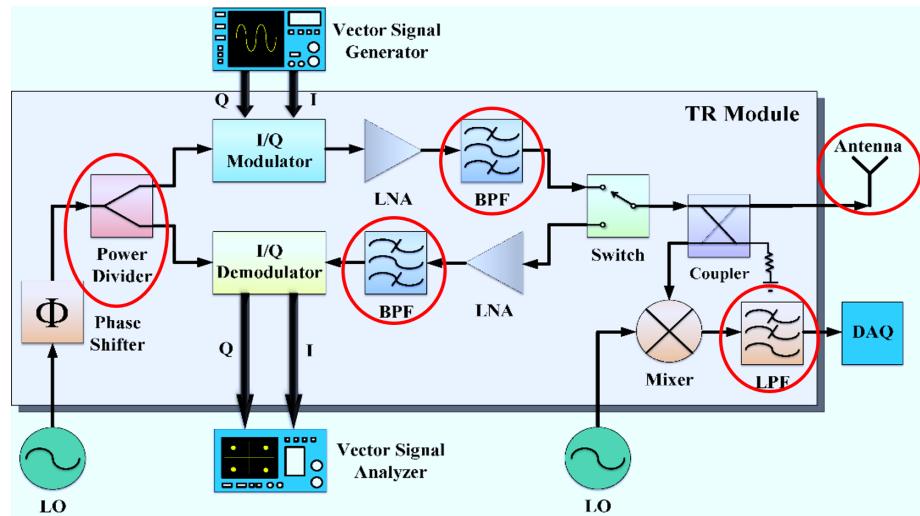 Vector Signal
Generator
Q
I
TR Module
I/Q
Modulator
LNA
BPF
Antenna
Power
Divider
I/Q
Demodulator
BPF
LNA
Switch
Coupler
Φ
Phase
Shifter
Q
I
Mixer
LPF
DAQ
Vector Signal
Analyzer
LO
LO